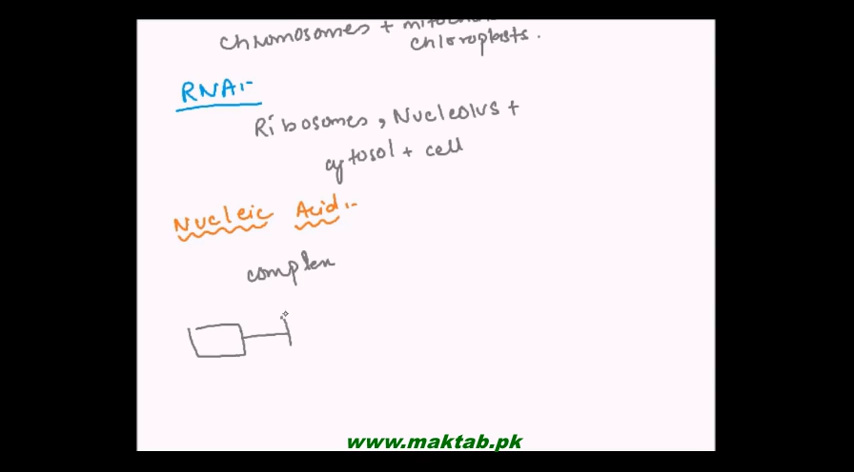 chromosomes +
chloroplasts.
RNA:-
Ribosomes, Nucleolus +
cytosol + cell
Nucleic Acid:-
complex
www.maktab.pk